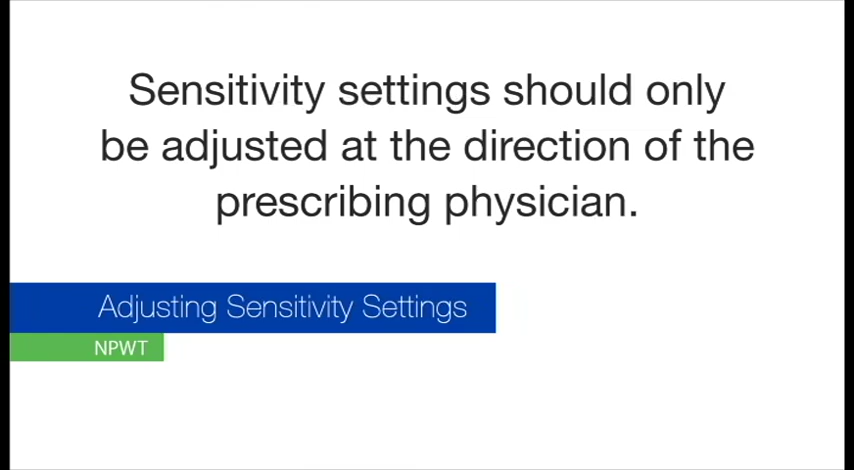 Sensitivity settings should only
be adjusted at the direction of the
prescribing physician.
Adjusting Sensitivity Settings
NPWT